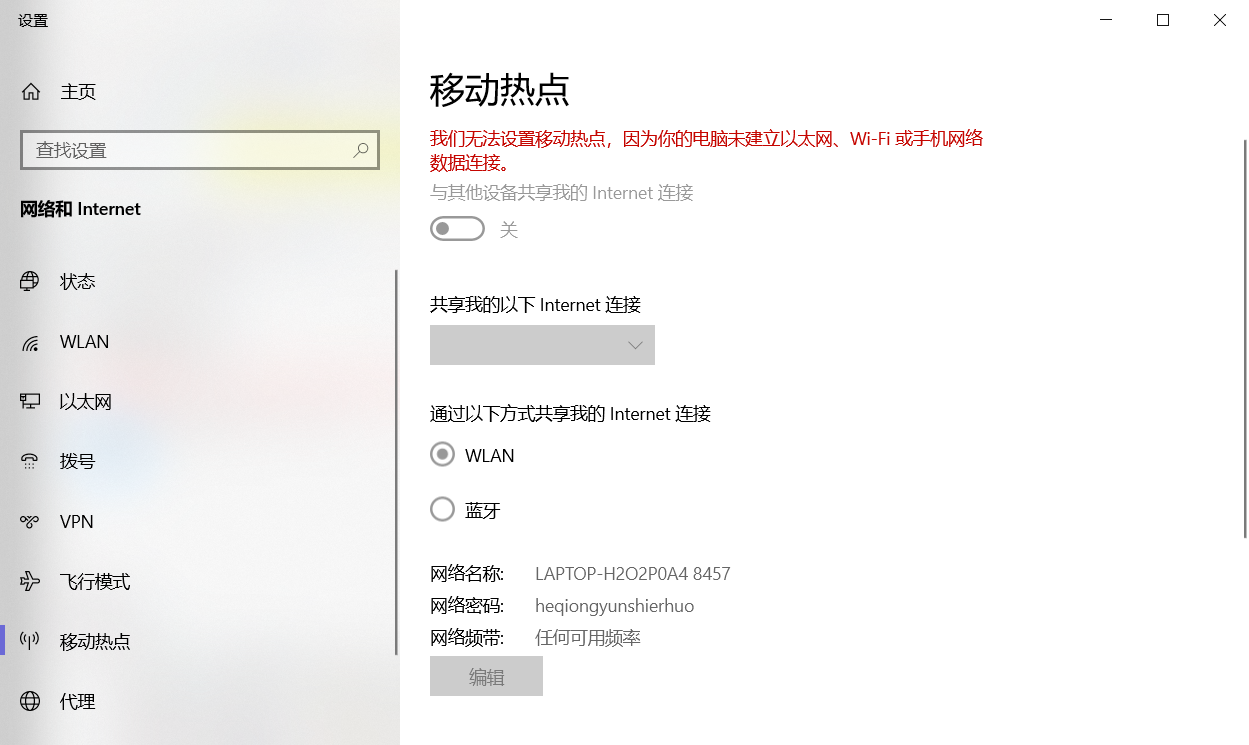 设置
主页
查找设置
网络和 Internet
状态
WLAN
以太网
拨号
VPN
飞行模式
移动热点
代理
移动热点
我们无法设置移动热点，因为你的电脑未建立以太网、Wi-Fi 或手机网络
数据连接。
与其他设备共享我的 Internet 连接
关
共享我的以下 Internet 连接
通过以下方式共享我的 Internet 连接
WLAN
蓝牙
网络名称: LAPTOP-H2O2P0A4 8457
网络密码: heqiongyunshierhuo
网络频带: 任何可用频率
编辑